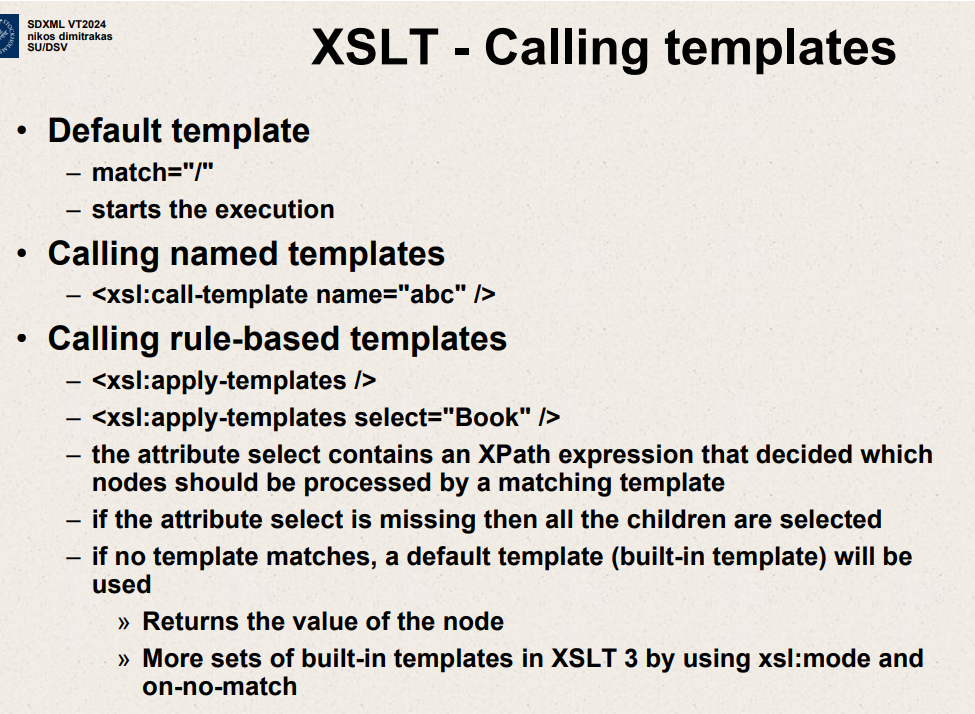 SDXML VT2024
nikos dimitrakas
SU/DSV
XSLT - Calling templates
• Default template
– match="/"
– starts the execution
• Calling named templates
– <xsl:call-template name="abc" />
• Calling rule-based templates
– <xsl:apply-templates />
– <xsl:apply-templates select="Book" />
– the attribute select contains an XPath expression that decided which
nodes should be processed by a matching template
– if the attribute select is missing then all the children are selected
– if no template matches, a default template (built-in template) will be
used
» Returns the value of the node
» More sets of built-in templates in XSLT 3 by using xsl:mode and
on-no-match